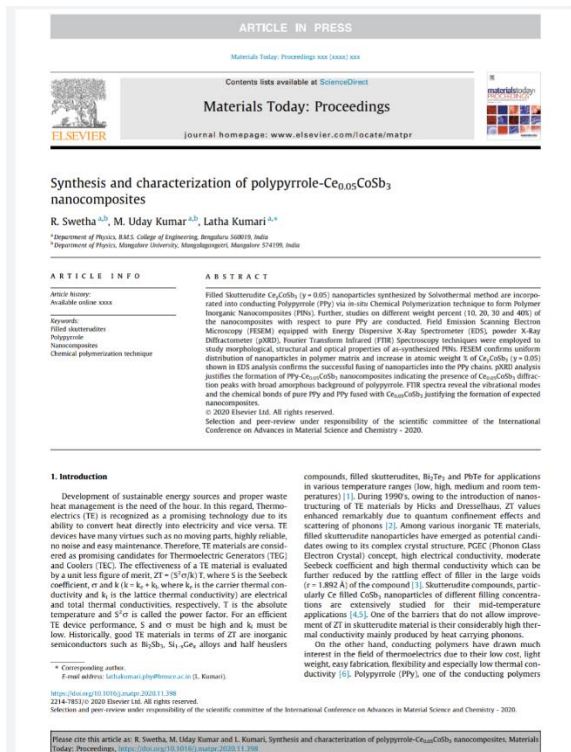 ARTICLE IN PRESS
Materials Today: Proceedings xxx (xxxx) xxx
Contents lists available at ScienceDirect
Materials Today: Proceedings
journal homepage: www.elsevier.com/locate/matpr
ELSEVIER
materialstoday
PROCEEDINGS
Synthesis and characterization of polypyrrole-Ce0.05CoSb3
nanocomposites
R. Swetha a,b, M. Uday Kumar a,b, Latha Kumari a,*
a Department of Physics, B.M.S. College of Engineering, Bengaluru 560019, India
b Department of Physics, Mangalore University, Mangalagangotri, Mangalore 574199, India
ARTICLE INFO
Article history:
Available online xxxx
Keywords:
Filled skutterudites
Polypyrrole
Nanocomposites
Chemical polymerization technique
ABSTRACT
Filled Skutterudite CeyCoSb3 (y = 0.05) nanoparticles synthesized by Solvothermal method are incorpo-
rated into conducting Polypyrrole (PPy) via in-situ Chemical Polymerization technique to form Polymer
Inorganic Nanocomposites (PINs). Further, studies on different weight percent (10, 20, 30 and 40%) of
the nanocomposites with respect to pure PPy are conducted. Field Emission Scanning Electron
Microscopy (FESEM) equipped with Energy Dispersive X-Ray Spectrometer (EDS), powder X-Ray
Diffractometer (pXRD), Fourier Transform Infrared (FTIR) Spectroscopy techniques were employed to
study morphological, structural and optical properties of as-synthesized PINs. FESEM confirms uniform
distribution of nanoparticles in polymer matrix and increase in atomic weight % of CeyCoSb3 (y = 0.05)
shown in EDS analysis confirms the successful fusing of nanoparticles into the PPy chains. pXRD analysis
justifies the formation of PPy-Ce0.05CoSb3 nanocomposites indicating the presence of Ce0.05CoSb3 diffrac-
tion peaks with broad amorphous background of polypyrrole. FTIR spectra reveal the vibrational modes
and the chemical bonds of pure PPy and PPy fused with Ce0.05CoSb3 justifying the formation of expected
nanocomposites.
© 2020 Elsevier Ltd. All rights reserved.
Selection and peer-review under responsibility of the scientific committee of the International
Conference on Advances in Material Science and Chemistry - 2020.
1. Introduction
Development of sustainable energy sources and proper waste
heat management is the need of the hour. In this regard, Thermo-
electrics (TE) is recognized as a promising technology due to its
ability to convert heat directly into electricity and vice versa. TE
devices have many virtues such as no moving parts, highly reliable,
no noise and easy maintenance. Therefore, TE materials are consid-
ered as promising candidates for Thermoelectric Generators (TEG)
and Coolers (TEC). The effectiveness of a TE material is evaluated
by a unit less figure of merit, ZT = (S2σ/k) T, where S is the Seebeck
coefficient, σ and k (k = ke + kl, where ke is the carrier thermal con-
ductivity and kl is the lattice thermal conductivity) are electrical
and total thermal conductivities, respectively, T is the absolute
temperature and S2σ is called the power factor. For an efficient
TE device performance, S and σ must be high and kl must be
low. Historically, good TE materials in terms of ZT are inorganic
semiconductors such as Bi2Sb3, Si1-xGex alloys and half heuslers
* Corresponding author.
E-mail address: lathakumari.phy@bmsce.ac.in (L. Kumari).
compounds, filled skutterudites, Bi2Te3 and PbTe for applications
in various temperature ranges (low, high, medium and room tem-
peratures) [1]. During 1990's, owing to the introduction of nanos-
tructuring of TE materials by Hicks and Dresselhaus, ZT values
enhanced remarkably due to quantum confinement effects and
scattering of phonons [2]. Among various inorganic TE materials,
filled skutterudite nanoparticles have emerged as potential candi-
dates owing to its complex crystal structure, PGEC (Phonon Glass
Electron Crystal) concept, high electrical conductivity, moderate
Seebeck coefficient and high thermal conductivity which can be
further reduced by the rattling effect of filler in the large voids
(r = 1.892 Å) of the compound [3]. Skutterudite compounds, partic-
ularly Ce filled CoSb3 nanoparticles of different filling concentra-
tions are extensively studied for their mid-temperature
applications [4,5]. One of the barriers that do not allow improve-
ment of ZT in skutterudite material is their considerably high ther-
mal conductivity mainly produced by heat carrying phonons.
On the other hand, conducting polymers have drawn much
interest in the field of thermoelectrics due to their low cost, light
weight, easy fabrication, flexibility and especially low thermal con-
ductivity [6]. Polypyrrole (PPy), one of the conducting polymers
https://doi.org/10.1016/j.matpr.2020.11.398
2214-7853/© 2020 Elsevier Ltd. All rights reserved.
Selection and peer-review under responsibility of the scientific committee of the International Conference on Advances in Material Science and Chemistry - 2020.
Please cite this article as: R. Swetha, M. Uday Kumar and L. Kumari, Synthesis and characterization of polypyrrole-Ce0.05CoSb3 nanocomposites, Materials
Today: Proceedings, https://doi.org/10.1016/j.matpr.2020.11.398